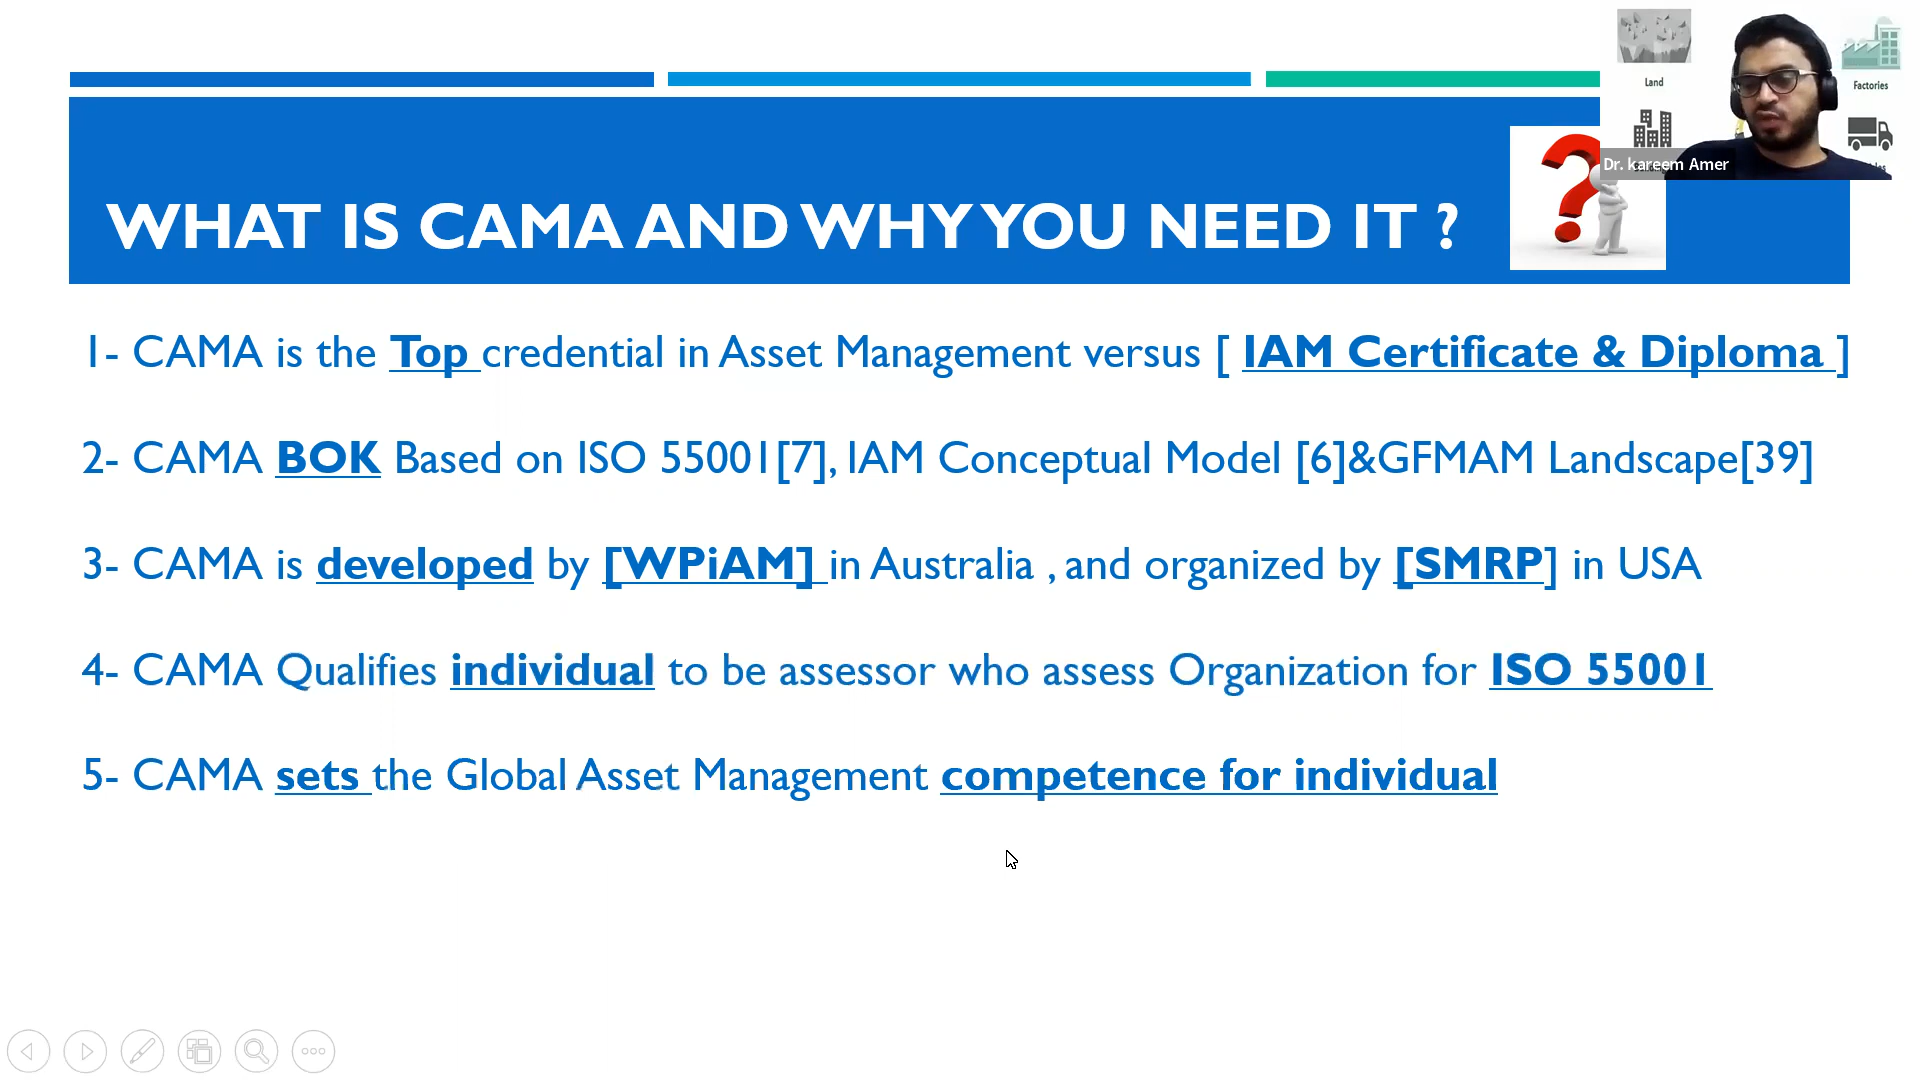 Land
Factories
Dr. kareem Amer
WHAT IS CAMA AND WHY YOU NEED IT ?
1- CAMA is the Top credential in Asset Management versus [ IAM Certificate & Diploma ]
2- CAMA BOK Based on ISO 55001[7], IAM Conceptual Model [6]&GFMAM Landscape[39]
3- CAMA is developed by [WPiAM] in Australia , and organized by [SMRP] in USA
4- CAMA Qualifies individual to be assessor who assess Organization for ISO 55001
5- CAMA sets the Global Asset Management competence for individual